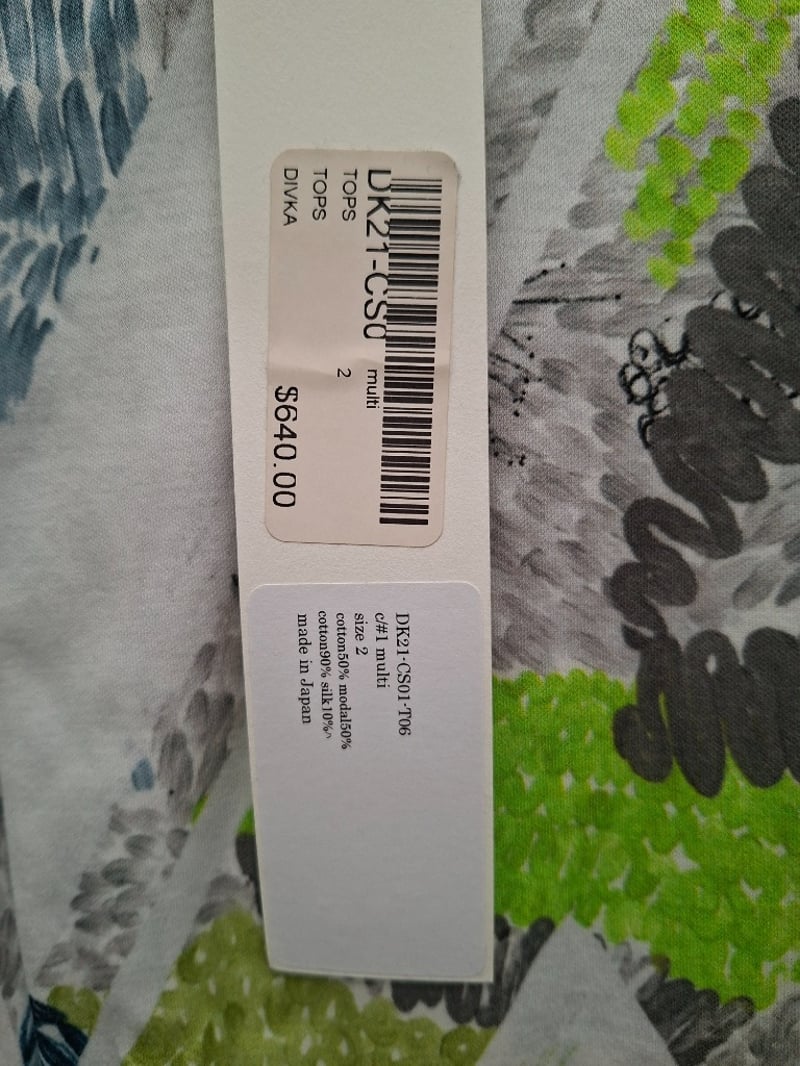 DK21-CS0
TOPS
multi
TOPS
2
DIVKA
$640.00
DK21-CS01-T06
c/#1 multi
size 2
cotton50% modal50%
cotton90% silk10%^
made in Japan